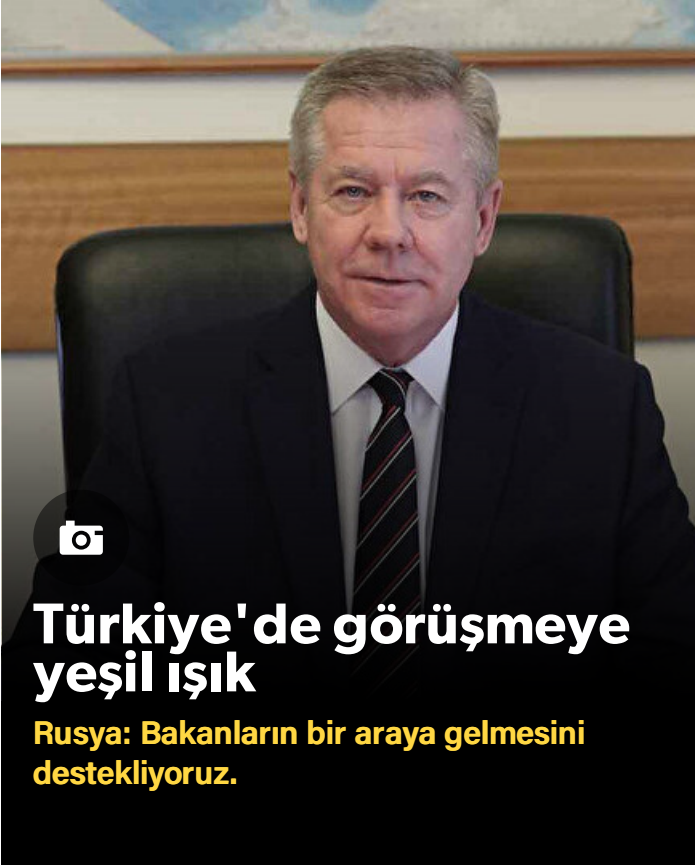 Türkiye'de görüşmeye
yeşil ışık
Rusya: Bakanların bir araya gelmesini
destekliyoruz.